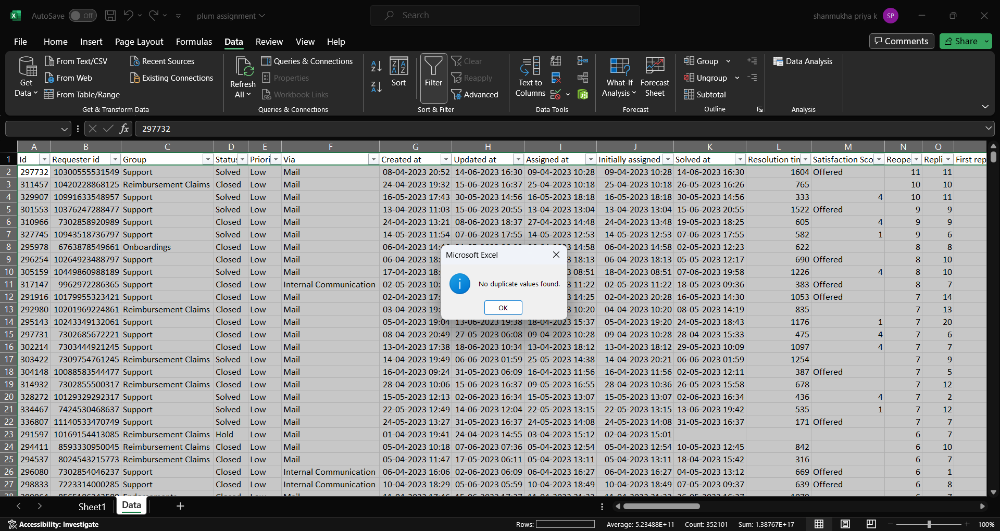 AutoSave Off plum assignment Search shanmukha priya k SP
File Home Insert Page Layout Formulas Data Review View Help Comments Share
Get Data From Text/CSV From Web From Table/Range Recent Sources Existing Connections
Get & Transform Data
Refresh All Queries & Connections Properties Workbook Links
Queries & Connections
Sort Filter Clear Reapply Advanced
Sort & Filter
Text to Columns
Data Tools
What-If Analysis Forecast Sheet
Forecast
Group Ungroup Subtotal
Outline
Data Analysis
Analysis
fx 297732
A B C D E F G H I J K L M N O
1 Id Requester id Group Status Priori Via Created at Updated at Assigned at Initially assigned Solved at Resolution tin Satisfaction Sco Reope Repli First rep
2 297732 10300555531549 Support Solved Low Mail 08-04-2023 20:52 14-06-2023 16:30 09-04-2023 10:28 09-04-2023 10:28 14-06-2023 16:30 1604 Offered 11 11
3 311457 10420228868125 Reimbursement Claims Closed Low Mail 24-04-2023 19:32 15-06-2023 16:37 25-04-2023 10:18 25-04-2023 10:18 26-05-2023 16:26 765 10 10
4 329907 10991633548957 Support Solved Low Mail 16-05-2023 17:43 30-05-2023 14:56 16-05-2023 18:18 16-05-2023 18:18 30-05-2023 14:56 333 4 10 11
5 301553 10376247288477 Support Solved Low Mail 13-04-2023 11:03 15-06-2023 20:55 13-04-2023 13:04 13-04-2023 13:04 15-06-2023 20:55 1522 Offered 9 9
6 310966 7302858920989 Support Closed Low Mail 24-04-2023 13:21 08-06-2023 18:37 27-04-2023 14:48 24-04-2023 13:48 19-05-2023 18:25 605 4 9 9
7 327745 10943518736797 Support Solved Low Mail 14-05-2023 11:54 07-06-2023 17:55 14-05-2023 12:53 14-05-2023 12:53 07-06-2023 17:55 582 1 9 6
8 295978 6763878549661 Onboardings Closed Low Mail 06-04-2023 14:58 06-04-2023 14:58 02-05-2023 12:23 622 8 8
9 296254 10264923488797 Support Closed Low Mail 06-04-2023 18: 18:13 06-04-2023 18:13 05-05-2023 12:17 690 Offered 8 10
10 305159 10449860988189 Support Solved Low Mail 17-04-2023 18: 08:51 18-04-2023 08:51 07-06-2023 19:58 1226 4 8 10
11 317147 9962972286365 Support Closed Low Internal Communication 02-05-2023 10: 11:22 02-05-2023 11:22 18-05-2023 09:36 383 Offered 8 7
12 291916 10179955323421 Support Closed Low Mail 02-04-2023 17: 14:25 02-04-2023 20:28 16-05-2023 14:30 1053 Offered 7 14
13 292980 10201969224861 Reimbursement Claims Closed Low Mail 03-04-2023 19: 10:20 04-04-2023 10:20 08-05-2023 14:19 835 7 13
14 295143 10243349132061 Support Closed Low Mail 05-04-2023 19:04 13-06-2023 19:38 18-04-2023 15:37 05-04-2023 19:20 24-05-2023 18:43 1176 1 7 20
15 297731 7302685672221 Support Closed Low Mail 08-04-2023 20:49 27-05-2023 06:08 09-04-2023 10:28 09-04-2023 10:28 28-04-2023 15:33 475 4 7 6
16 302214 7303444921245 Support Closed Low Mail 13-04-2023 17:38 18-06-2023 10:34 13-04-2023 18:12 13-04-2023 18:12 29-05-2023 10:09 1097 4 7 7
17 303422 7309754761245 Reimbursement Claims Solved Low Mail 14-04-2023 19:49 06-06-2023 01:59 25-05-2023 14:38 14-04-2023 20:21 06-06-2023 01:59 1254 7 9
18 304148 10088583544477 Support Closed Low Mail 16-04-2023 09:24 31-05-2023 06:09 16-04-2023 11:56 16-04-2023 11:56 02-05-2023 12:11 387 Offered 7 5
19 314932 7302855500317 Reimbursement Claims Closed Low Mail 28-04-2023 10:06 15-06-2023 16:37 09-05-2023 16:55 28-04-2023 10:36 26-05-2023 15:58 678 7 12
20 328272 10129329292317 Support Solved Low Mail 15-05-2023 12:13 02-06-2023 16:34 15-05-2023 13:07 15-05-2023 13:07 02-06-2023 16:34 436 4 7 2
21 334467 7424530468637 Support Solved Low Mail 22-05-2023 12:49 14-06-2023 12:04 22-05-2023 13:15 22-05-2023 13:15 13-06-2023 19:42 535 1 7 12
22 336807 11140533470749 Support Solved Low Mail 24-05-2023 13:27 31-05-2023 16:37 24-05-2023 14:08 24-05-2023 14:08 31-05-2023 16:37 171 Offered 7 7
23 291597 10169154413085 Reimbursement Claims Hold Low Mail 01-04-2023 19:41 24-04-2023 14:55 03-04-2023 15:12 02-04-2023 15:01 6 7
24 294411 8593330950045 Reimbursement Claims Closed Low Mail 05-04-2023 10:18 07-06-2023 07:36 05-04-2023 12:54 05-04-2023 12:54 10-05-2023 12:45 842 6 10
25 294537 8024543215773 Reimbursement Claims Closed Low Mail 05-04-2023 11:47 17-05-2023 06:11 05-04-2023 13:11 05-04-2023 13:11 18-04-2023 15:42 316 6 7
26 296080 7302854046237 Support Closed Low Internal Communication 06-04-2023 16:06 02-06-2023 06:09 06-04-2023 16:27 06-04-2023 16:27 04-05-2023 13:12 669 Offered 6 1
27 298833 7223314000285 Support Closed Low Internal Communication 10-04-2023 18:29 05-06-2023 05:59 10-04-2023 18:49 10-04-2023 18:49 07-05-2023 09:37 639 Offered 6 8
Microsoft Excel
No duplicate values found.
OK
Sheet1 Data
Accessibility: Investigate Rows: Average: 5.23488E+11 Count: 352101 Sum: 1.38767E+17 100%